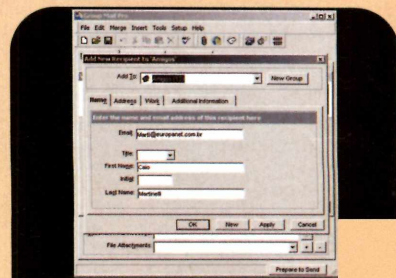 Group Mail Pro
File Edit Merge Insert Tools Setup Help
Add New Recipient to 'Amigos'
Add To:
New Group
Name Address Work Additional Information
Enter the name and email address of this recipient here
Email: Marti@europanel.com.br
Title:
First Name: Caio
Initial:
Last Name: Martinelli
OK New Apply Cancel
File Attachments:
Prepare to Send